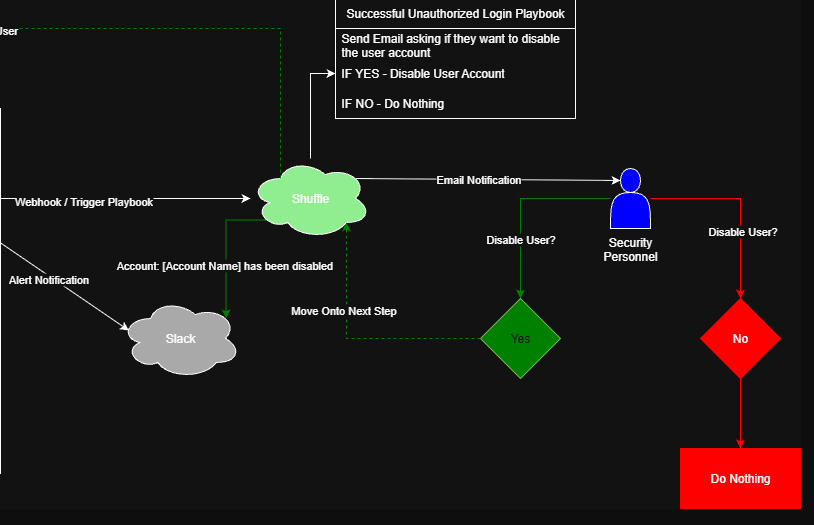 Successful Unauthorized Login Playbook
User
Send Email asking if they want to disable
the user account
IF YES - Disable User Account
IF NO - Do Nothing
Email Notification
Webhook / Trigger Playbook
Shuffle
Disable User?
Disable User?
Security
Personnel
Account: [Account Name] has been disabled
Alert Notification
Move Onto Next Step
Slack
Yes
No
Do Nothing